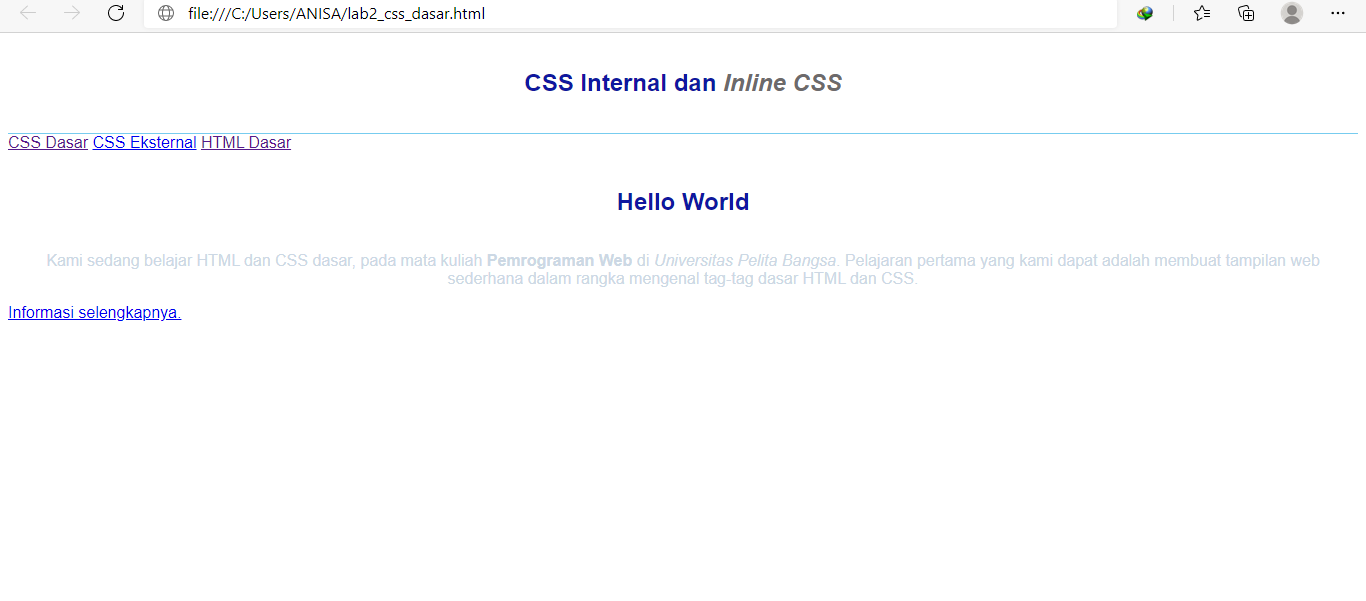 file:///C:/Users/ANISA/lab2_css_dasar.html
CSS Internal dan Inline CSS
CSS Dasar CSS Eksternal HTML Dasar
Hello World
Kami sedang belajar HTML dan CSS dasar, pada mata kuliah Pemrograman Web di Universitas Pelita Bangsa. Pelajaran pertama yang kami dapat adalah membuat tampilan web
sederhana dalam rangka mengenal tag-tag dasar HTML dan CSS.
Informasi selengkapnya.